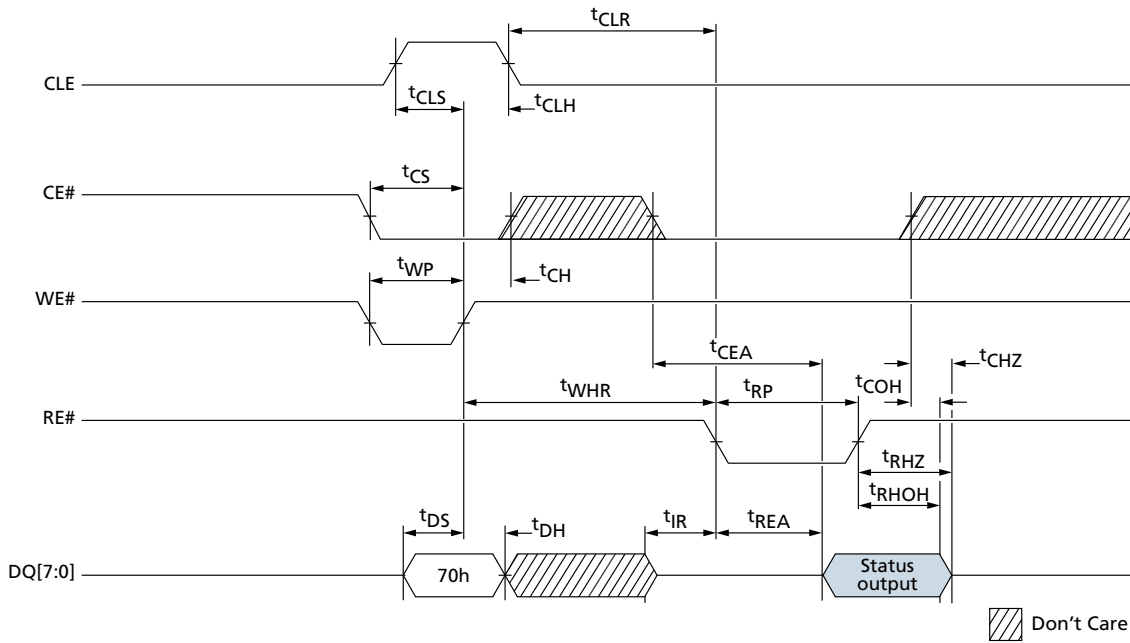 tCLR
CLE
tCLS
tCLH
CE#
tCS
tCH
tWP
WE#
tCEA
tCHZ
tCOH
tWHR
tRP
RE#
tRHZ
tRHOH
tDS
tDH
tIR
tREA
DQ[7:0]
70h
Status
output
Don't Care